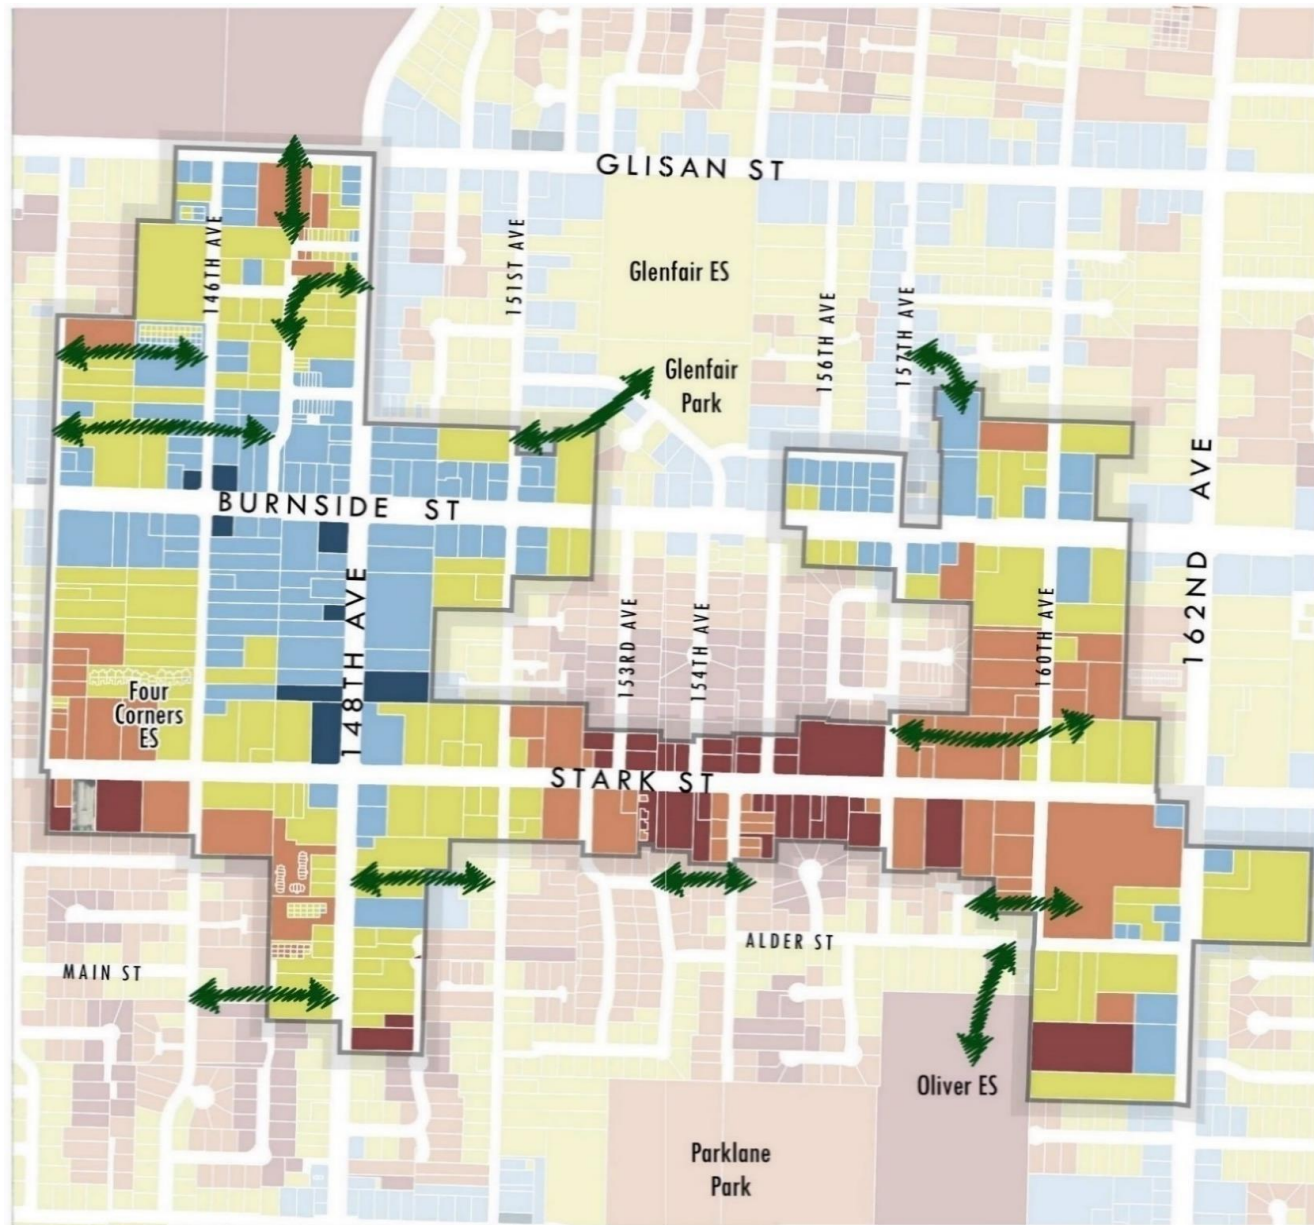 GLISAN ST
146TH AVE
151ST AVE
Glenfair ES
156TH AVE
157TH AVE
Glenfair
Park
162ND AVE
BURNSIDE ST
148TH AVE
153RD AVE
154TH AVE
160TH AVE
Four
Corners
ES
STARK ST
ALDER ST
MAIN ST
Oliver ES
Parklane
Park